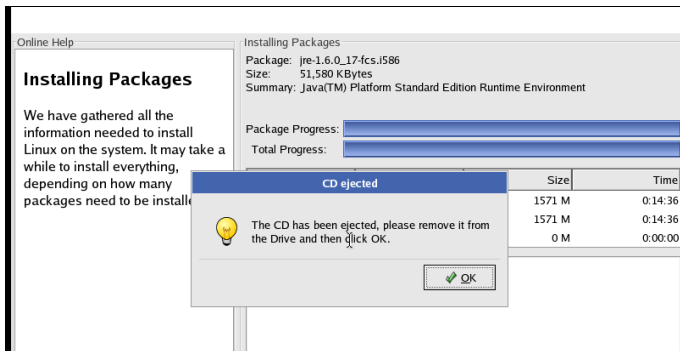 Online Help
Installing Packages
We have gathered all the
information needed to install
Linux on the system. It may take a
while to install everything,
depending on how many
packages need to be
Installing Packages
Package: jre-1.6.0_17-fcs.i586
Size: 51,580 KBytes
Summary: Java(TM) Platform Standard Edition Runtime Environment
Package Progress:
Total Progress:
Size Time
1571 M 0:14:36
1571 M 0:14:36
0 M 0:00:00
CD ejected
The CD has been ejected, please remove it from
the Drive and then click OK.
OK